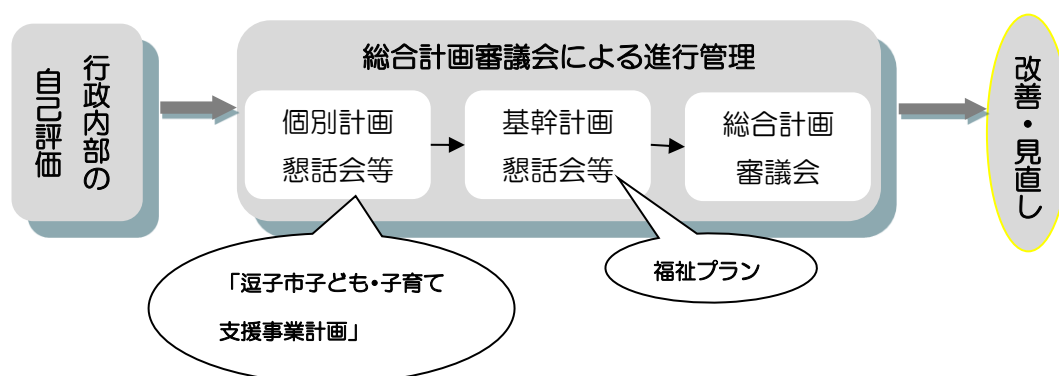 行政内部の
自己評価
総合計画審議会による進行管理
個別計画
懇話会等
基幹計画
懇話会等
総合計画
審議会
改善・見直し
「逗子市子ども・子育て
支援事業計画」
福祉プラン